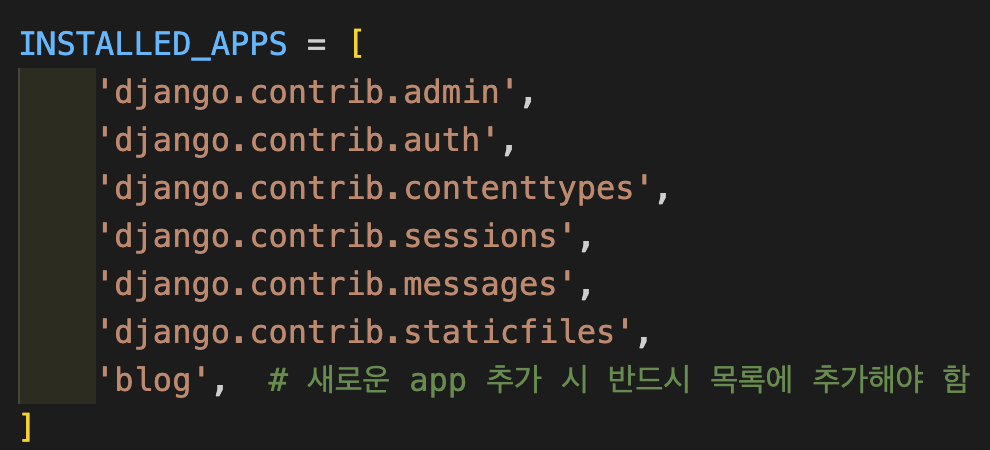 INSTALLED_APPS = [
    'django.contrib.admin',
    'django.contrib.auth',
    'django.contrib.contenttypes',
    'django.contrib.sessions',
    'django.contrib.messages',
    'django.contrib.staticfiles',
    'blog',  # 새로운 app 추가 시 반드시 목록에 추가해야 함
]